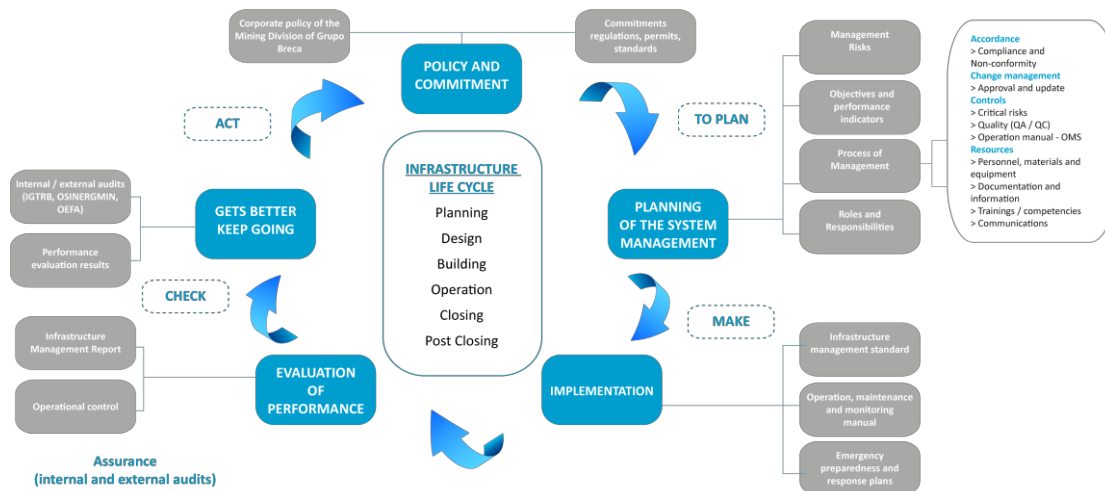 Corporate policy of the
Mining Division of Grupo
Breca
Commitments
regulations, permits,
standards
POLICY AND
COMMITMENT
ACT
TO PLAN
Management
Risks
Objectives and
performance
indicators
Process of
Management
Roles and
Responsibilities
Accordance
> Compliance and
Non-conformity
Change management
> Approval and update
Controls
> Critical risks
> Quality (QA / QC)
> Operation manual - OMS
Resources
> Personnel, materials and
equipment
> Documentation and
information
> Trainings / competencies
> Communications
INFRASTRUCTURE
LIFE CYCLE
Planning
Design
Building
Operation
Closing
Post Closing
Internal / external audits
(IGTRB, OSINERGMIN,
OEFA)
Performance
evaluation results
GETS BETTER
KEEP GOING
PLANNING
OF THE SYSTEM
MANAGEMENT
CHECK
MAKE
Infrastructure
Management Report
Operational control
EVALUATION
OF
PERFORMANCE
IMPLEMENTATION
Infrastructure
management standard
Operation, maintenance
and monitoring
manual
Emergency
preparedness and
response plans
Assurance
(internal and external audits)